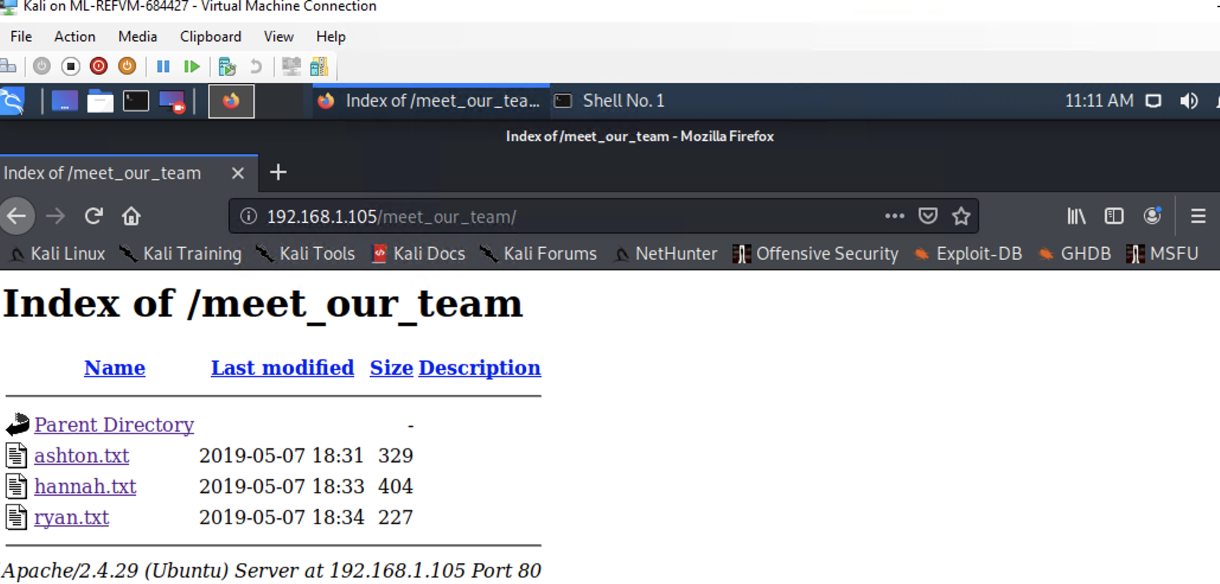 Kali on ML-REFVM-684427 - Virtual Machine Connection
File Action Media Clipboard View Help
Index of /meet_our_tea... Shell No. 1 11:11 AM
Index of /meet_our_team - Mozilla Firefox
Index of /meet_our_team
192.168.1.105/meet_our_team/
Kali Linux Kali Training Kali Tools Kali Docs Kali Forums NetHunter Offensive Security Exploit-DB GHDB MSFU
Index of /meet_our_team
Name Last modified Size Description
Parent Directory -
ashton.txt 2019-05-07 18:31 329
hannah.txt 2019-05-07 18:33 404
ryan.txt 2019-05-07 18:34 227
Apache/2.4.29 (Ubuntu) Server at 192.168.1.105 Port 80